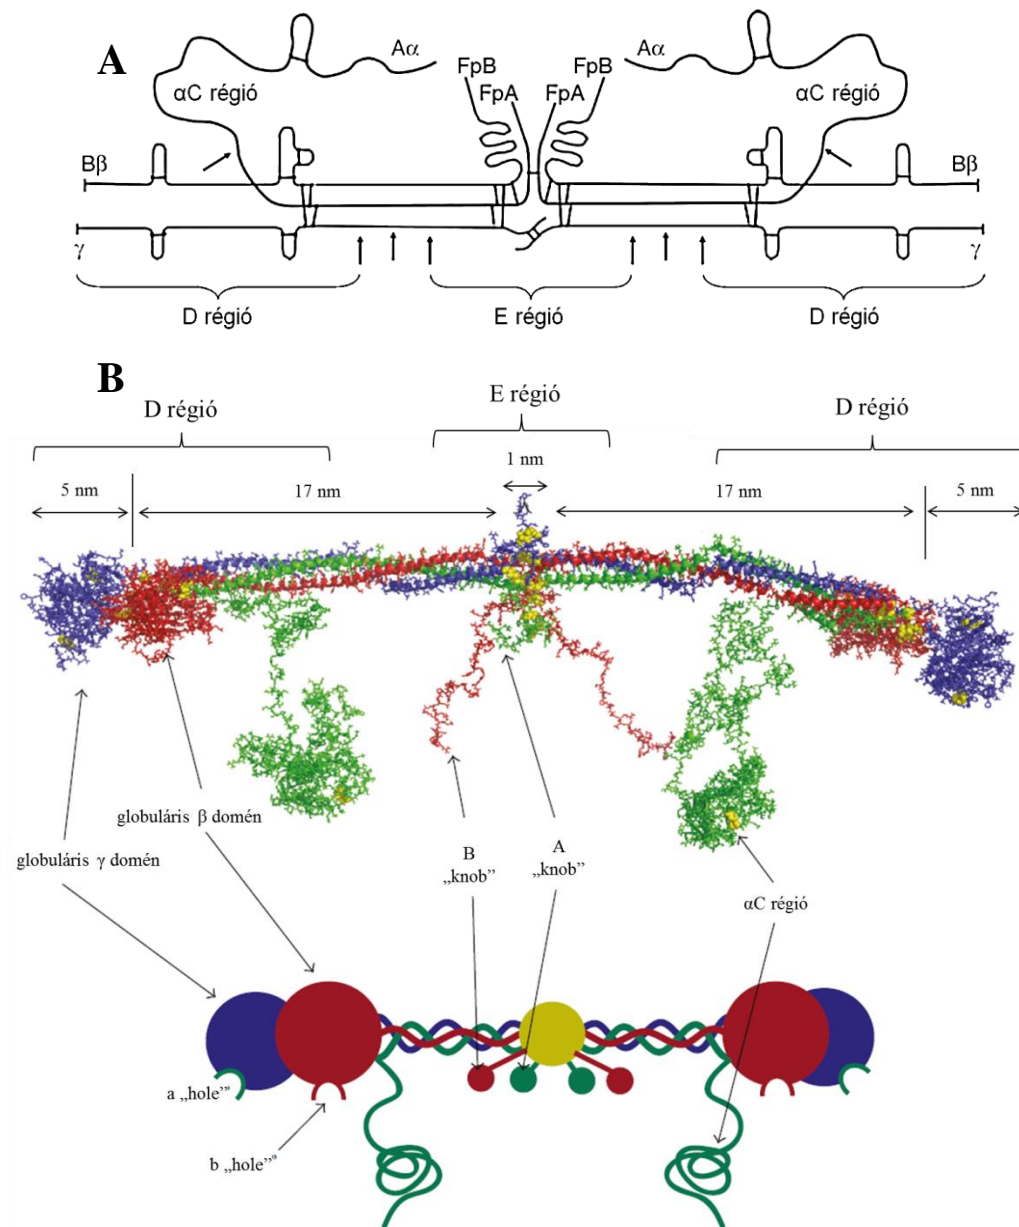 A
αC régió
Aα
FpB
FpA
FpB
FpA
Aα
αC régió
Bβ
Bβ
γ
γ
D régió
E régió
D régió
B
D régió
E régió
D régió
5 nm
17 nm
1 nm
17 nm
5 nm
globuláris β domén
globuláris γ domén
B
„knob”
A
„knob”
αC régió
a „hole”
b „hole”